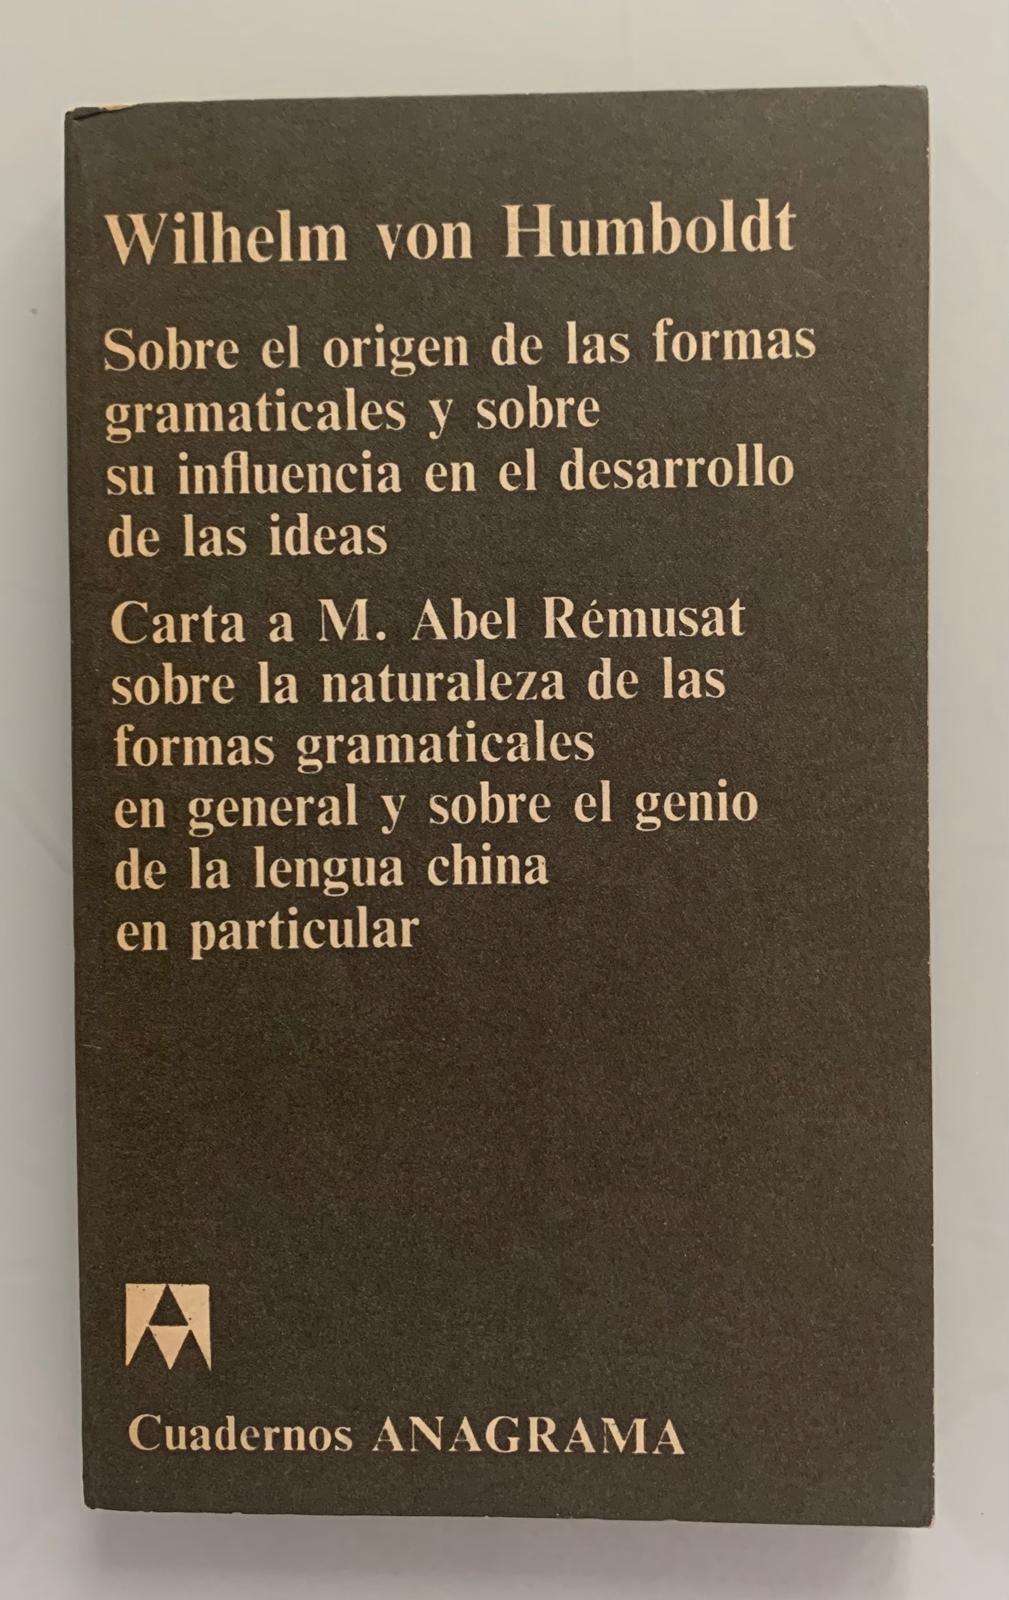 Wilhelm von Humboldt
Sobre el origen de las formas
gramaticales y sobre
su influencia en el desarrollo
de las ideas
Carta a M. Abel Rémusat
sobre la naturaleza de las
formas gramaticales
en general y sobre el genio
de la lengua china
en particular
Cuadernos ANAGRAMA